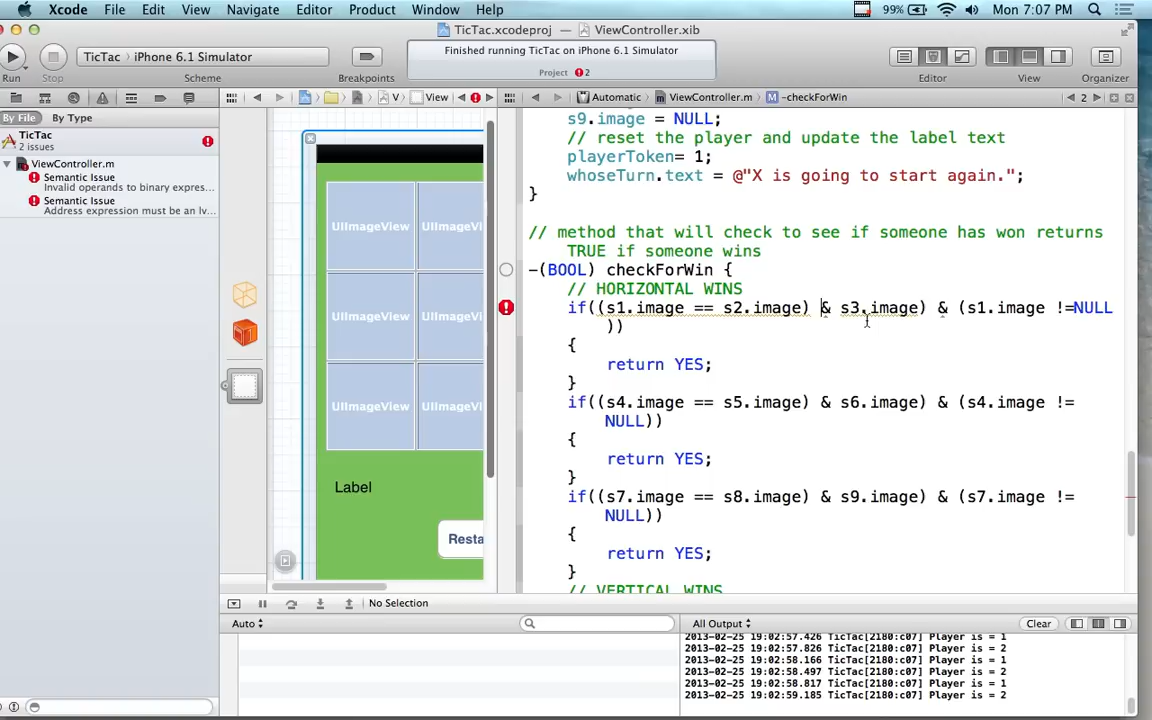 Xcode File Edit View Navigate Editor Product Window Help 99% Mon 7:07 PM
TicTac.xcodeproj — ViewController.xib
TicTac > iPhone 6.1 Simulator
Finished running TicTac on iPhone 6.1 Simulator
Project 2
Run Stop Scheme Breakpoints Editor View Organizer
V View Automatic ViewController.m -checkForWin 2
By File By Type
TicTac
2 issues
ViewController.m
Semantic Issue
Invalid operands to binary expres...
Semantic Issue
Address expression must be an lv...
UIImageView UIImageVi
UIImageView UIImageVi
UIImageView UIImageVi
Label
Resta
s9.image = NULL;
// reset the player and update the label text
playerToken= 1;
whoseTurn.text = @"X is going to start again.";
}
// method that will check to see if someone has won returns
TRUE if someone wins
-(BOOL) checkForWin {
// HORIZONTAL WINS
if((s1.image == s2.image) & s3.image) & (s1.image !=NULL
))
{
return YES;
}
if((s4.image == s5.image) & s6.image) & (s4.image !=
NULL))
{
return YES;
}
if((s7.image == s8.image) & s9.image) & (s7.image !=
NULL))
{
return YES;
}
// VERTICAL WINS
No Selection
Auto
All Output Clear
2013-02-25 19:02:57.426 TicTac[2180:c07] Player is = 1
2013-02-25 19:02:57.826 TicTac[2180:c07] Player is = 2
2013-02-25 19:02:58.166 TicTac[2180:c07] Player is = 1
2013-02-25 19:02:58.497 TicTac[2180:c07] Player is = 2
2013-02-25 19:02:58.817 TicTac[2180:c07] Player is = 1
2013-02-25 19:02:59.185 TicTac[2180:c07] Player is = 2